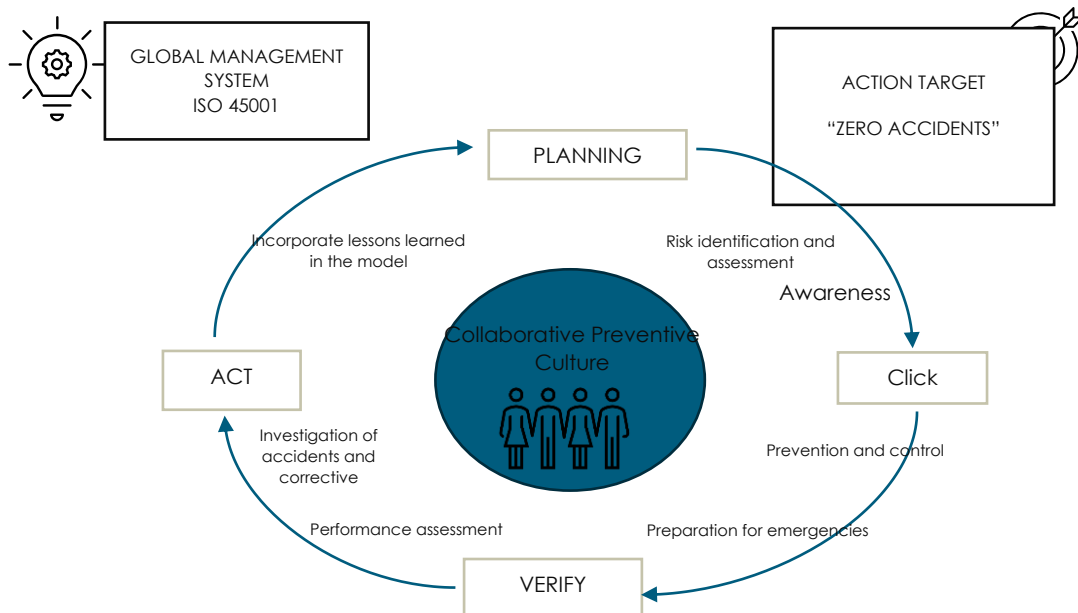 GLOBAL MANAGEMENT
SYSTEM
ISO 45001
ACTION TARGET
“ZERO ACCIDENTS”
PLANNING
Incorporate lessons learned
in the model
Risk identification and
assessment
Awareness
Collaborative Preventive
Culture
ACT
Click
Investigation of
accidents and
corrective
Prevention and control
Performance assessment
Preparation for emergencies
VERIFY